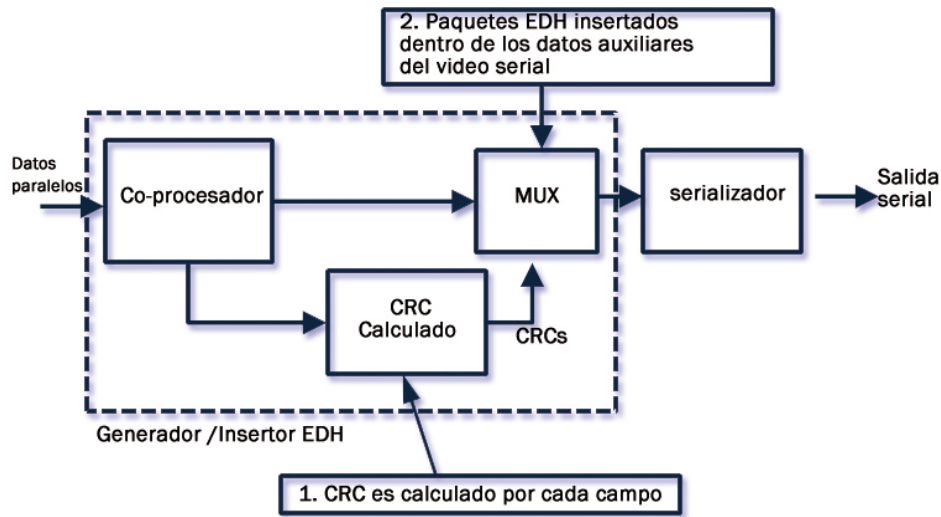 2. Paquetes EDH insertados
dentro de los datos auxiliares
del video serial
Datos
paralelos
Co-procesador
MUX
serializador
Salida
serial
CRC
Calculado
CRCs
Generador /Insertor EDH
1. CRC es calculado por cada campo